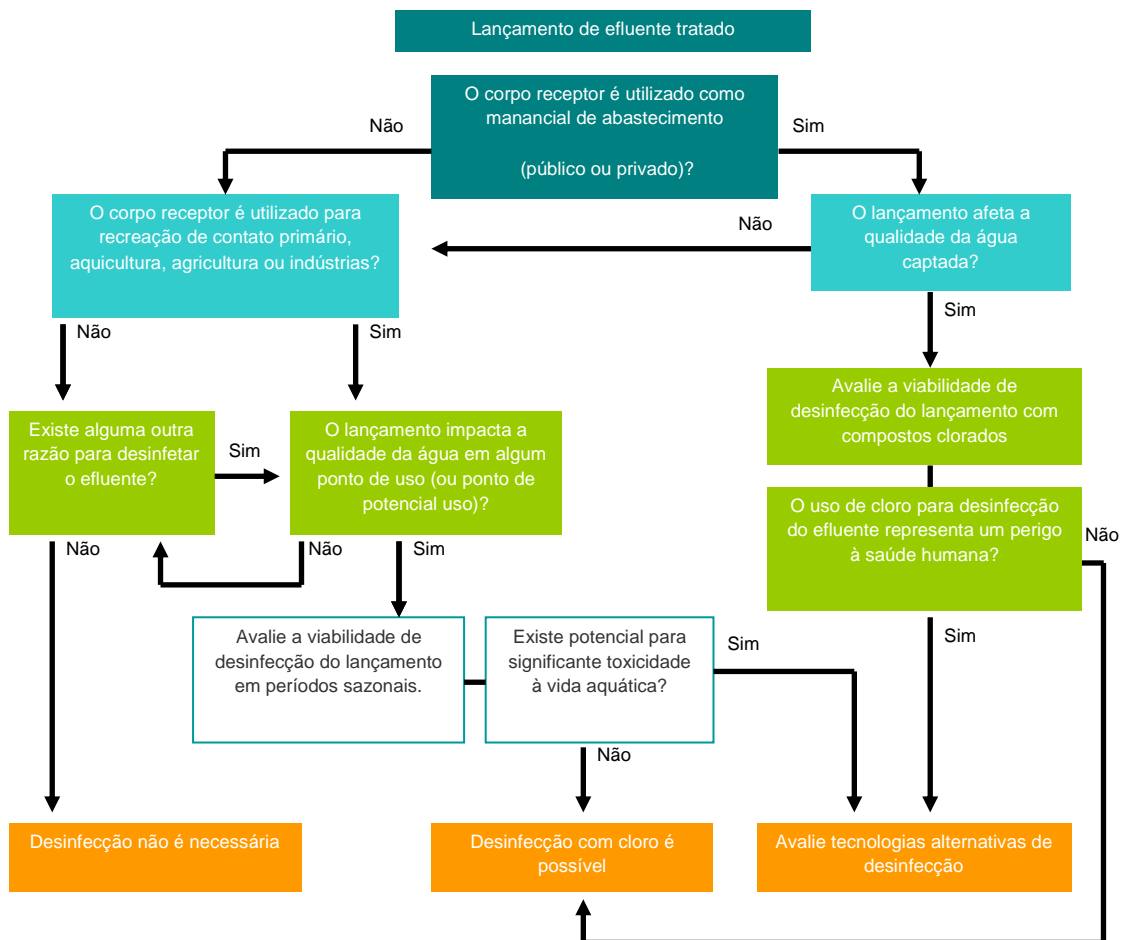 Lançamento de efluente tratado
O corpo receptor é utilizado como
manancial de abastecimento
(público ou privado)?
Não
Sim
O corpo receptor é utilizado para
recreação de contato primário,
aquicultura, agricultura ou indústrias?
Não
O lançamento afeta a
qualidade da água
captada?
Não
Sim
Sim
Avalie a viabilidade de
desinfecção do lançamento com
compostos clorados
Existe alguma outra
razão para desinfetar
o efluente?
Sim
O lançamento impacta a
qualidade da água em algum
ponto de uso (ou ponto de
potencial uso)?
O uso de cloro para desinfecção
do efluente representa um perigo
à saúde humana?
Não
Não
Não
Sim
Avalie a viabilidade de
desinfecção do lançamento
em períodos sazonais.
Existe potencial para
significante toxicidade
à vida aquática?
Sim
Sim
Não
Desinfecção não é necessária
Desinfecção com cloro é
possível
Avalie tecnologias alternativas de
desinfecção